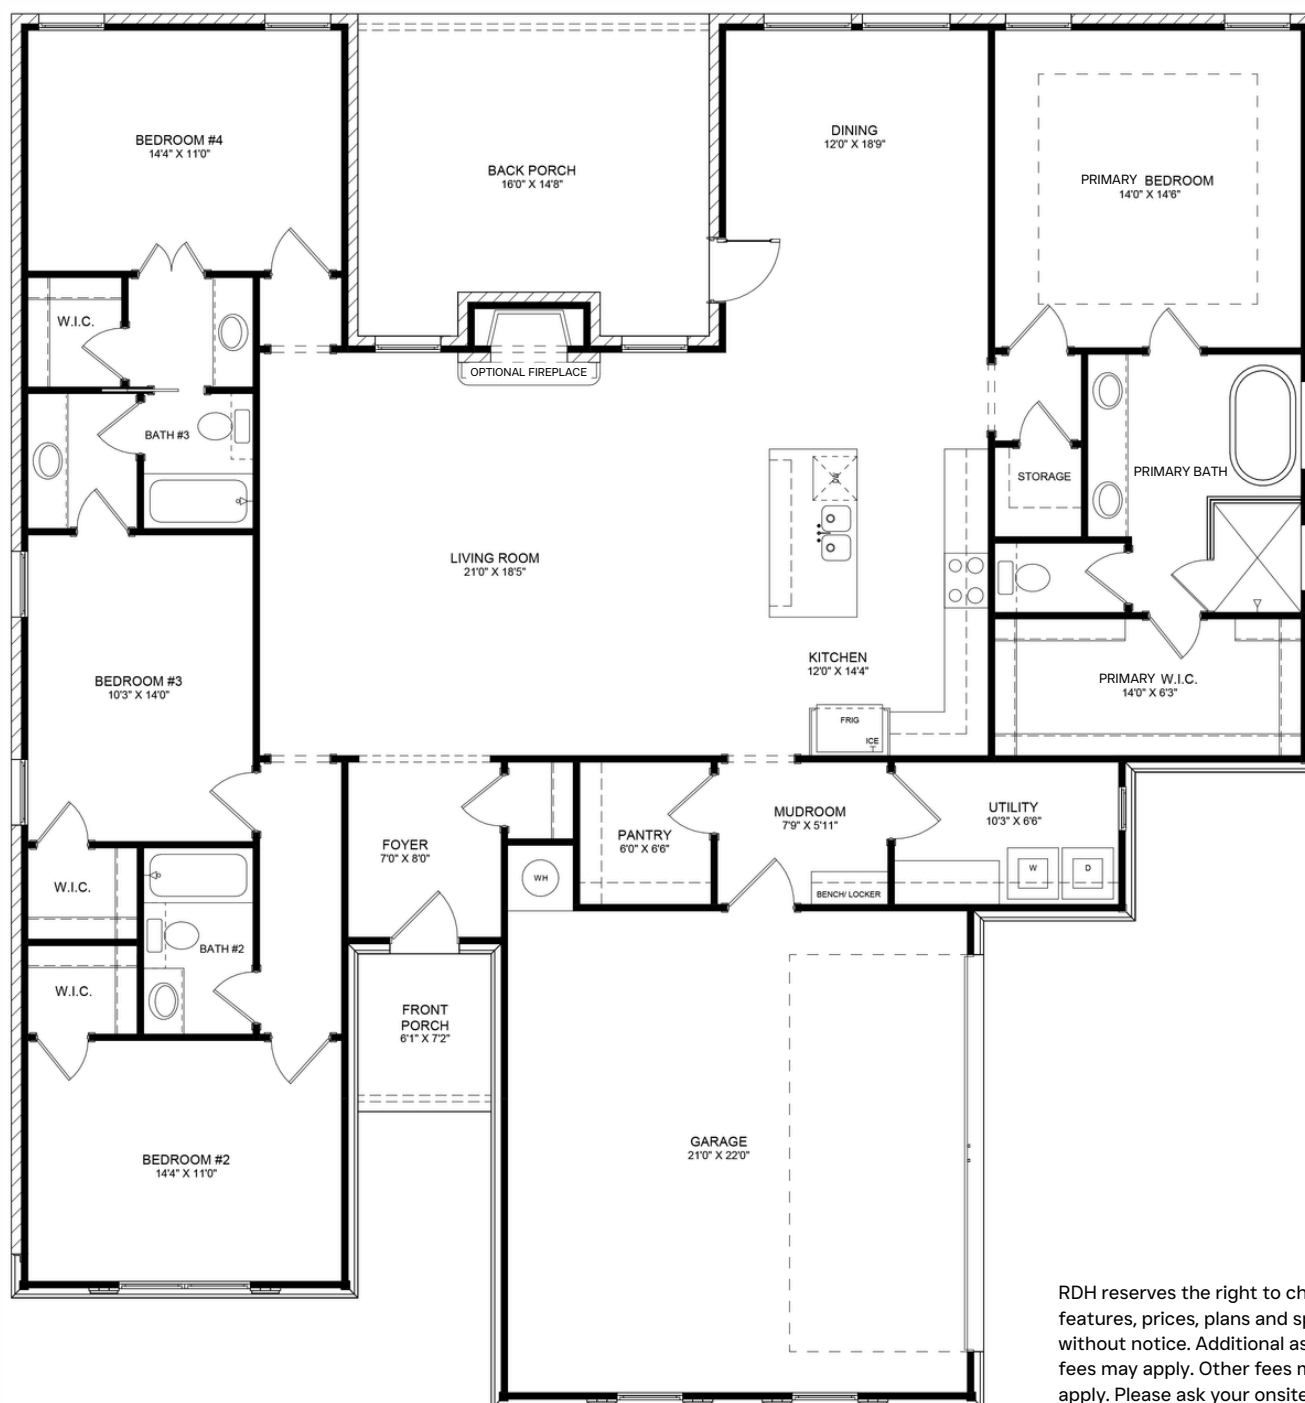 BEDROOM #4
14'4" X 11'0"
BACK PORCH
16'0" X 14'8"
DINING
12'0" X 18'9"
PRIMARY BEDROOM
14'0" X 14'6"
W.I.C.
OPTIONAL FIREPLACE
BATH #3
STORAGE
PRIMARY BATH
LIVING ROOM
21'0" X 18'5"
KITCHEN
12'0" X 14'4"
FRIG
ICE
BEDROOM #3
10'3" X 14'0"
PRIMARY W.I.C.
14'0" X 6'3"
FOYER
7'0" X 8'0"
WH
PANTRY
6'0" X 6'6"
MUDROOM
7'9" X 5'11"
BENCH/ LOCKER
UTILITY
10'3" X 6'6"
W
D
W.I.C.
BATH #2
W.I.C.
FRONT
PORCH
6'1" X 7'2"
BEDROOM #2
14'4" X 11'0"
GARAGE
21'0" X 22'0"
RDH reserves the right to ch
features, prices, plans and sp
without notice. Additional as
fees may apply. Other fees m
apply. Please ask your onsite